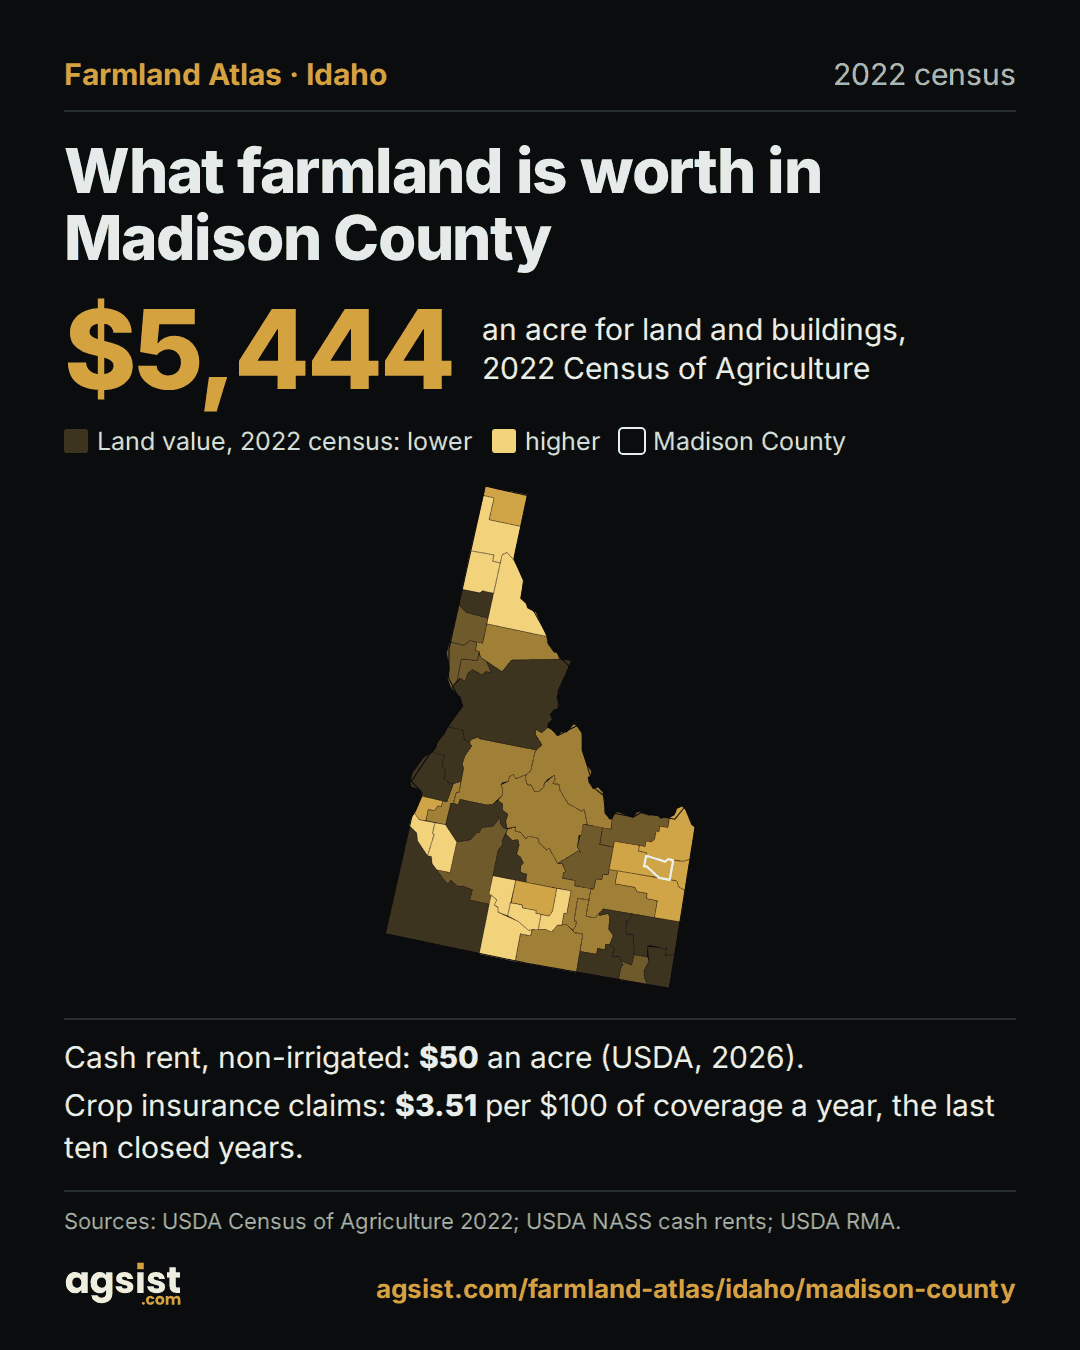 Farmland Atlas · Idaho
2022 census
What farmland is worth in
Madison County
$5,444
an acre for land and buildings,
2022 Census of Agriculture
Land value, 2022 census: lower
higher
Madison County
Cash rent, non-irrigated: $50 an acre (USDA, 2026).
Crop insurance claims: $3.51 per $100 of coverage a year, the last
ten closed years.
Sources: USDA Census of Agriculture 2022; USDA NASS cash rents; USDA RMA.
agsist
.com
agsist.com/farmland-atlas/idaho/madison-county